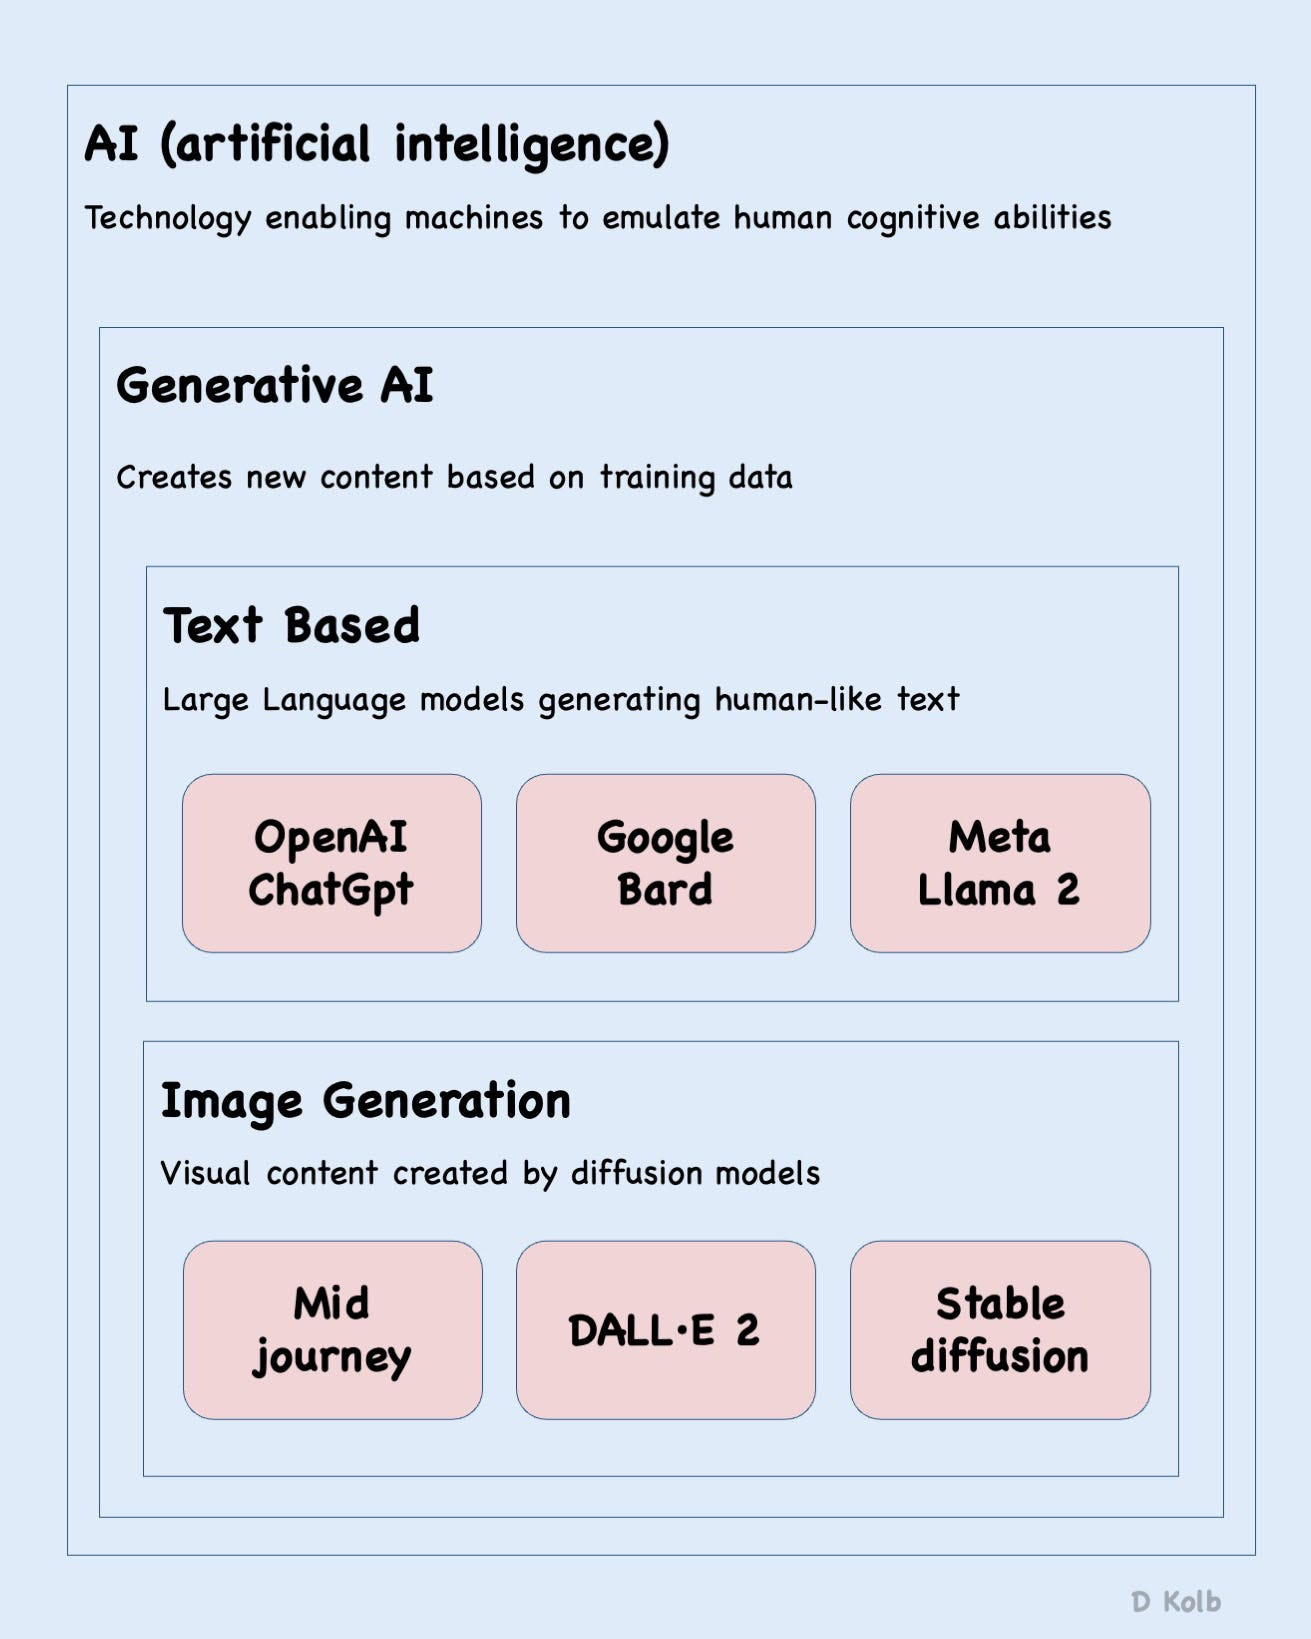 AI (artificial intelligence)
Technology enabling machines to emulate human cognitive abilities
Generative AI
Creates new content based on training data
Text Based
Large Language models generating human-like text
OpenAI
ChatGpt
Google
Bard
Meta
Llama 2
Image Generation
Visual content created by diffusion models
Mid
journey
DALL·E 2
Stable
diffusion
D Kolb